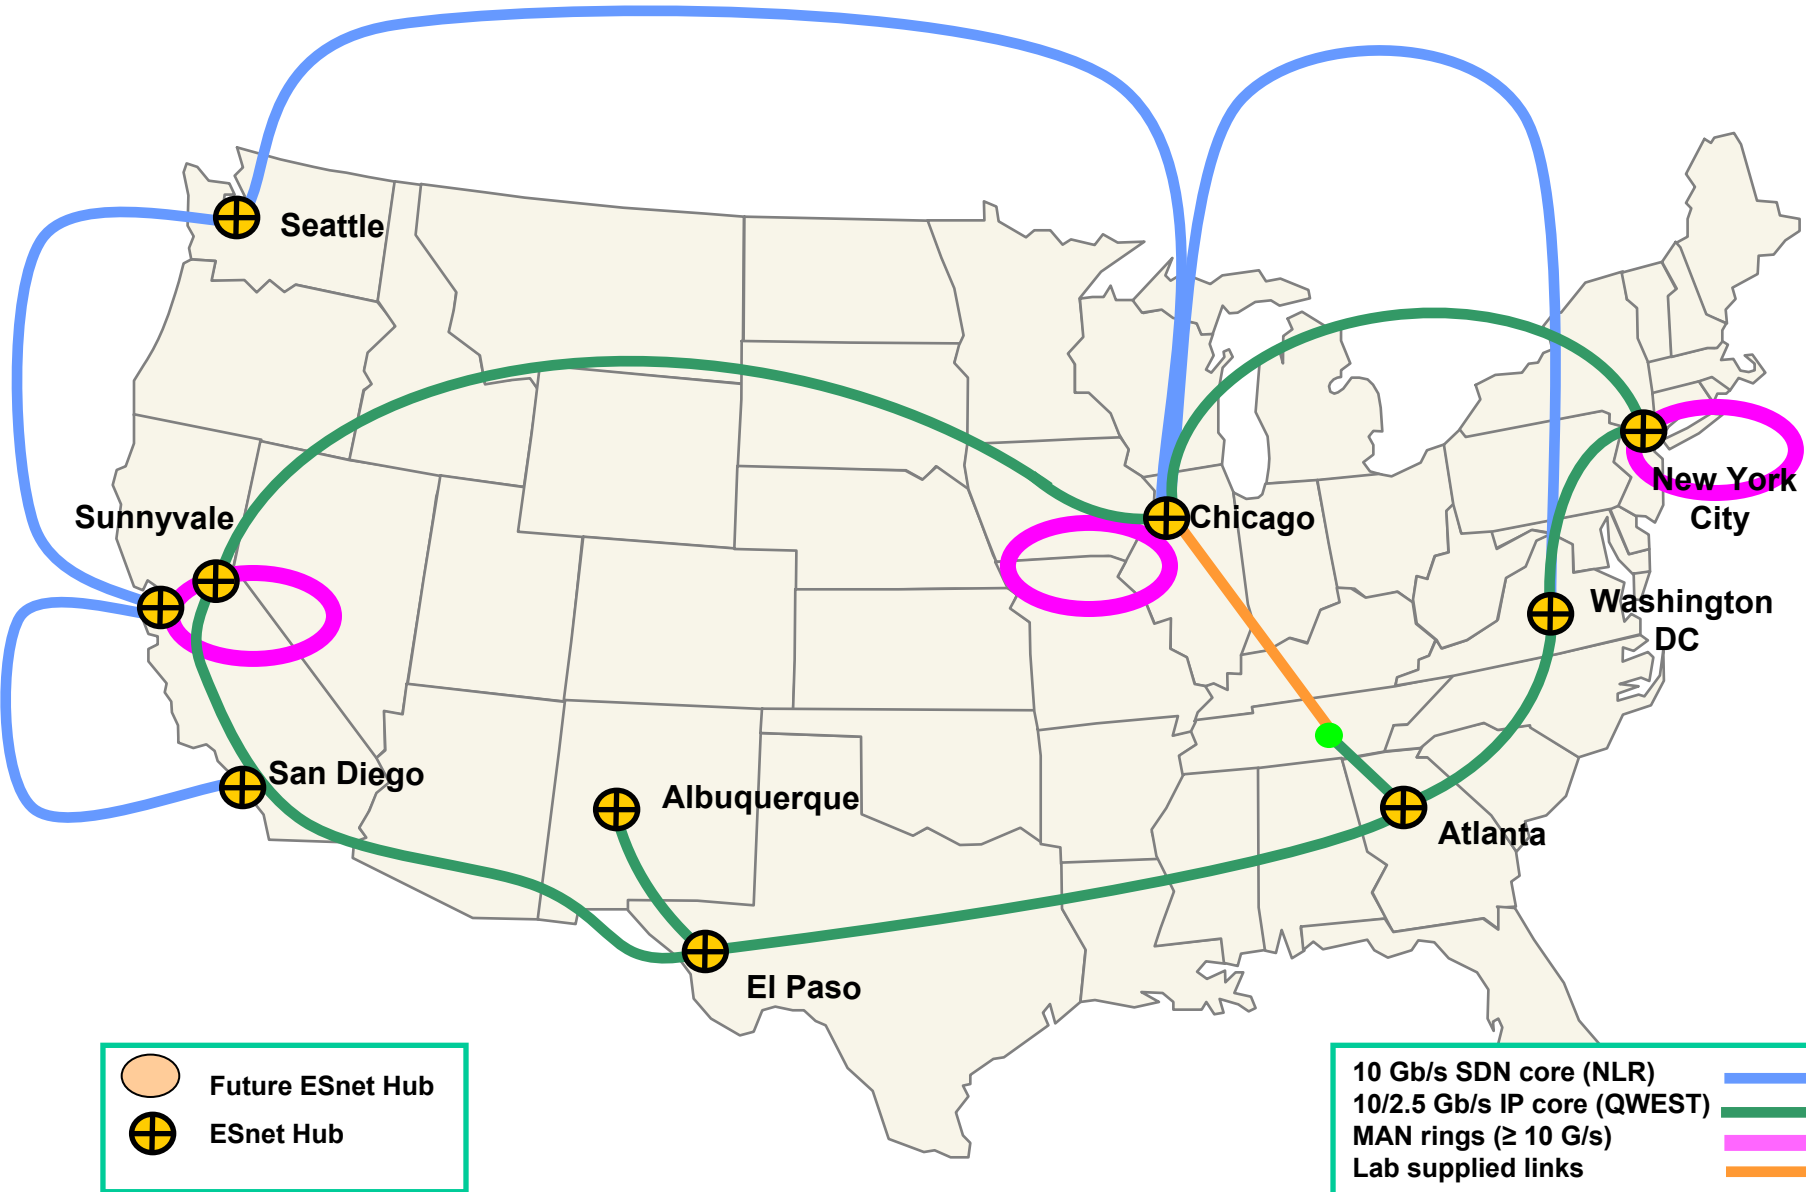 Seattle
Sunnyvale
Chicago
New York
City
Washington
DC
San Diego
Albuquerque
Atlanta
El Paso
Future ESnet Hub
ESnet Hub
10 Gb/s SDN core (NLR)
10/2.5 Gb/s IP core (QWEST)
MAN rings (≥ 10 G/s)
Lab supplied links